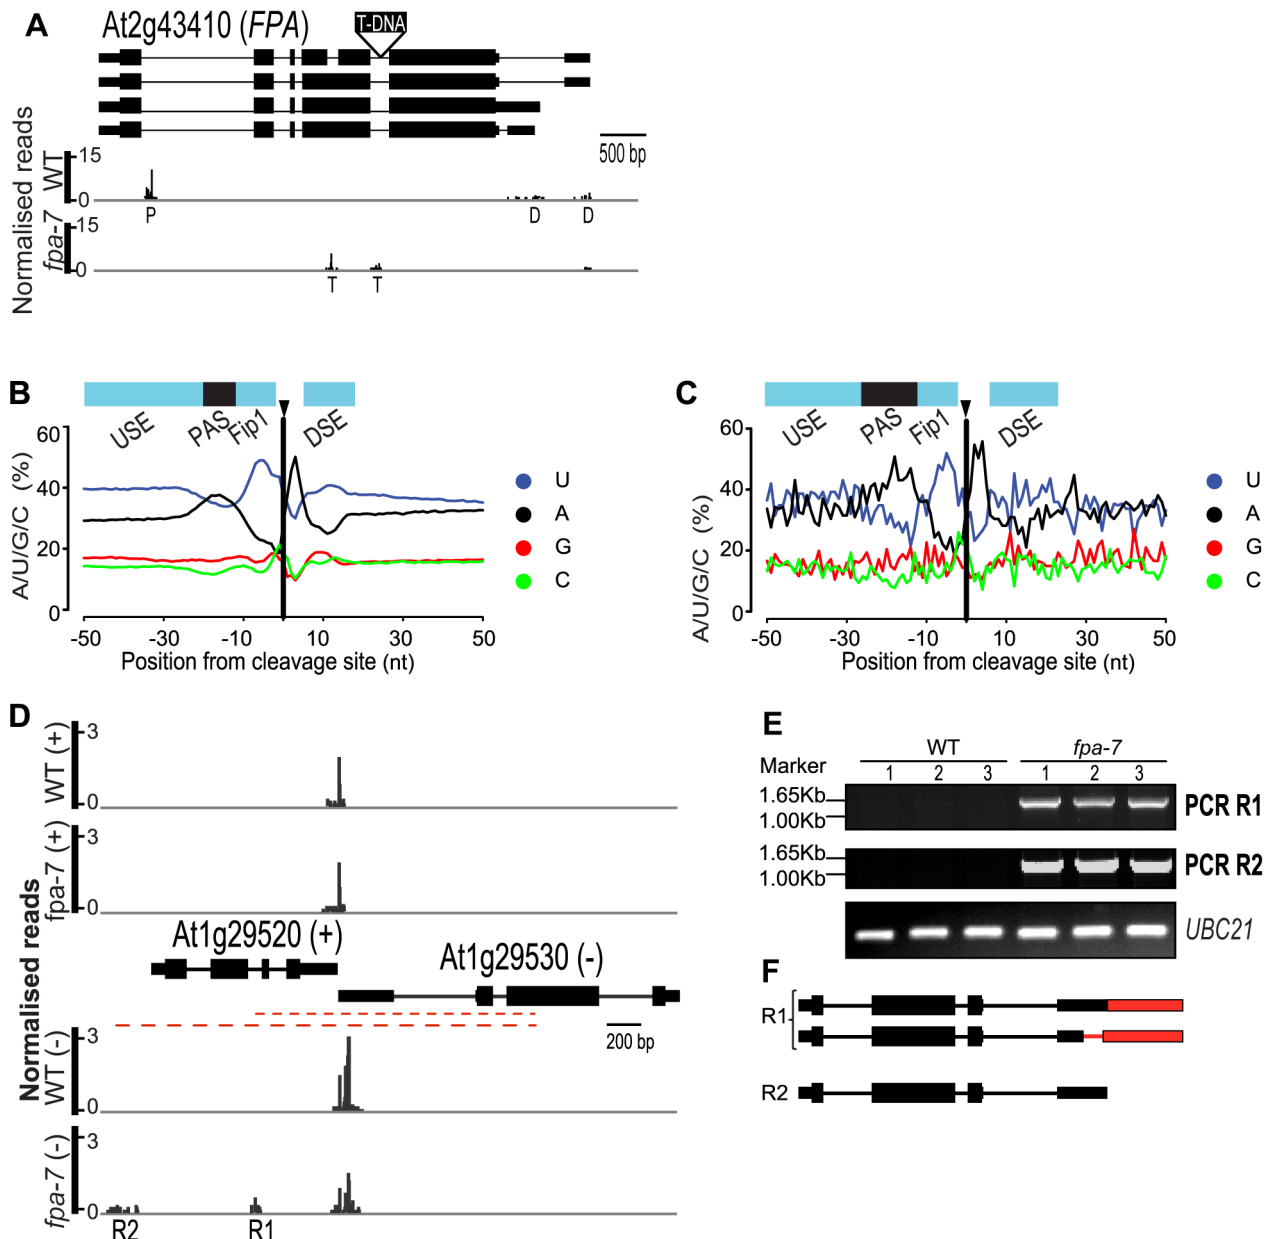 A
At2g43410 (FPA)
T-DNA
500 bp
Normalised reads
WT
15
0
P
D
D
fpa-7
15
0
T
T
B
USE
PAS
Fip1
DSE
A/U/G/C (%)
60
40
20
0
-50
-30
-10
10
30
50
Position from cleavage site (nt)
U
A
G
C
C
USE
PAS
Fip1
DSE
A/U/G/C (%)
60
40
20
0
-50
-30
-10
10
30
50
Position from cleavage site (nt)
U
A
G
C
D
Normalised reads
WT (+)
3
0
fpa-7 (+)
3
0
At1g29520 (+)
At1g29530 (-)
200 bp
WT (-)
3
0
fpa-7 (-)
3
0
R2
R1
E
WT
fpa-7
Marker
1
2
3
1
2
3
1.65Kb
1.00Kb
PCR R1
1.65Kb
1.00Kb
PCR R2
UBC21
F
R1
R2